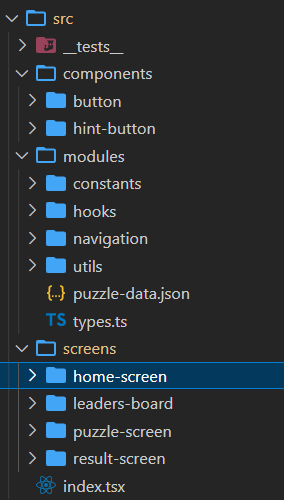 src
__tests__
components
button
hint-button
modules
constants
hooks
navigation
utils
{..} puzzle-data.json
TS types.ts
screens
home-screen
leaders-board
puzzle-screen
result-screen
index.tsx